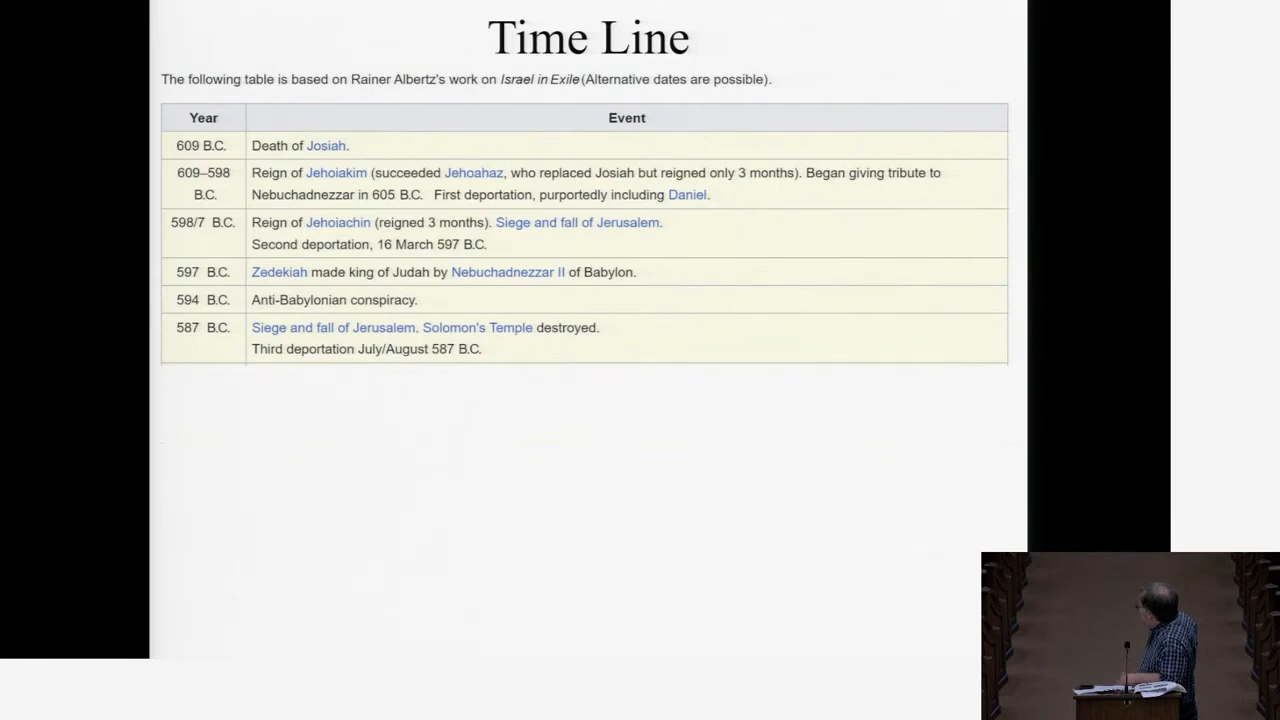 Time Line
The following table is based on Rainer Albertz's work on Israel in Exile (Alternative dates are possible).
Year Event
609 B.C. Death of Josiah.
609–598 Reign of Jehoiakim (succeeded Jehoahaz, who replaced Josiah but reigned only 3 months). Began giving tribute to
B.C. Nebuchadnezzar in 605 B.C. First deportation, purportedly including Daniel.
598/7 B.C. Reign of Jehoiachin (reigned 3 months). Siege and fall of Jerusalem.
Second deportation, 16 March 597 B.C.
597 B.C. Zedekiah made king of Judah by Nebuchadnezzar II of Babylon.
594 B.C. Anti-Babylonian conspiracy.
587 B.C. Siege and fall of Jerusalem. Solomon's Temple destroyed.
Third deportation July/August 587 B.C.